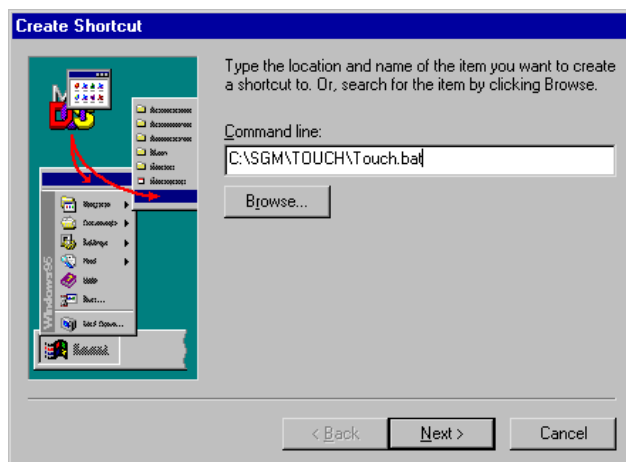 Create Shortcut
Type the location and name of the item you want to create
a shortcut to. Or, search for the item by clicking Browse.
Command line:
C:\SGM\TOUCH\Touch.bat
Browse...
Windows95
< Back
Next >
Cancel